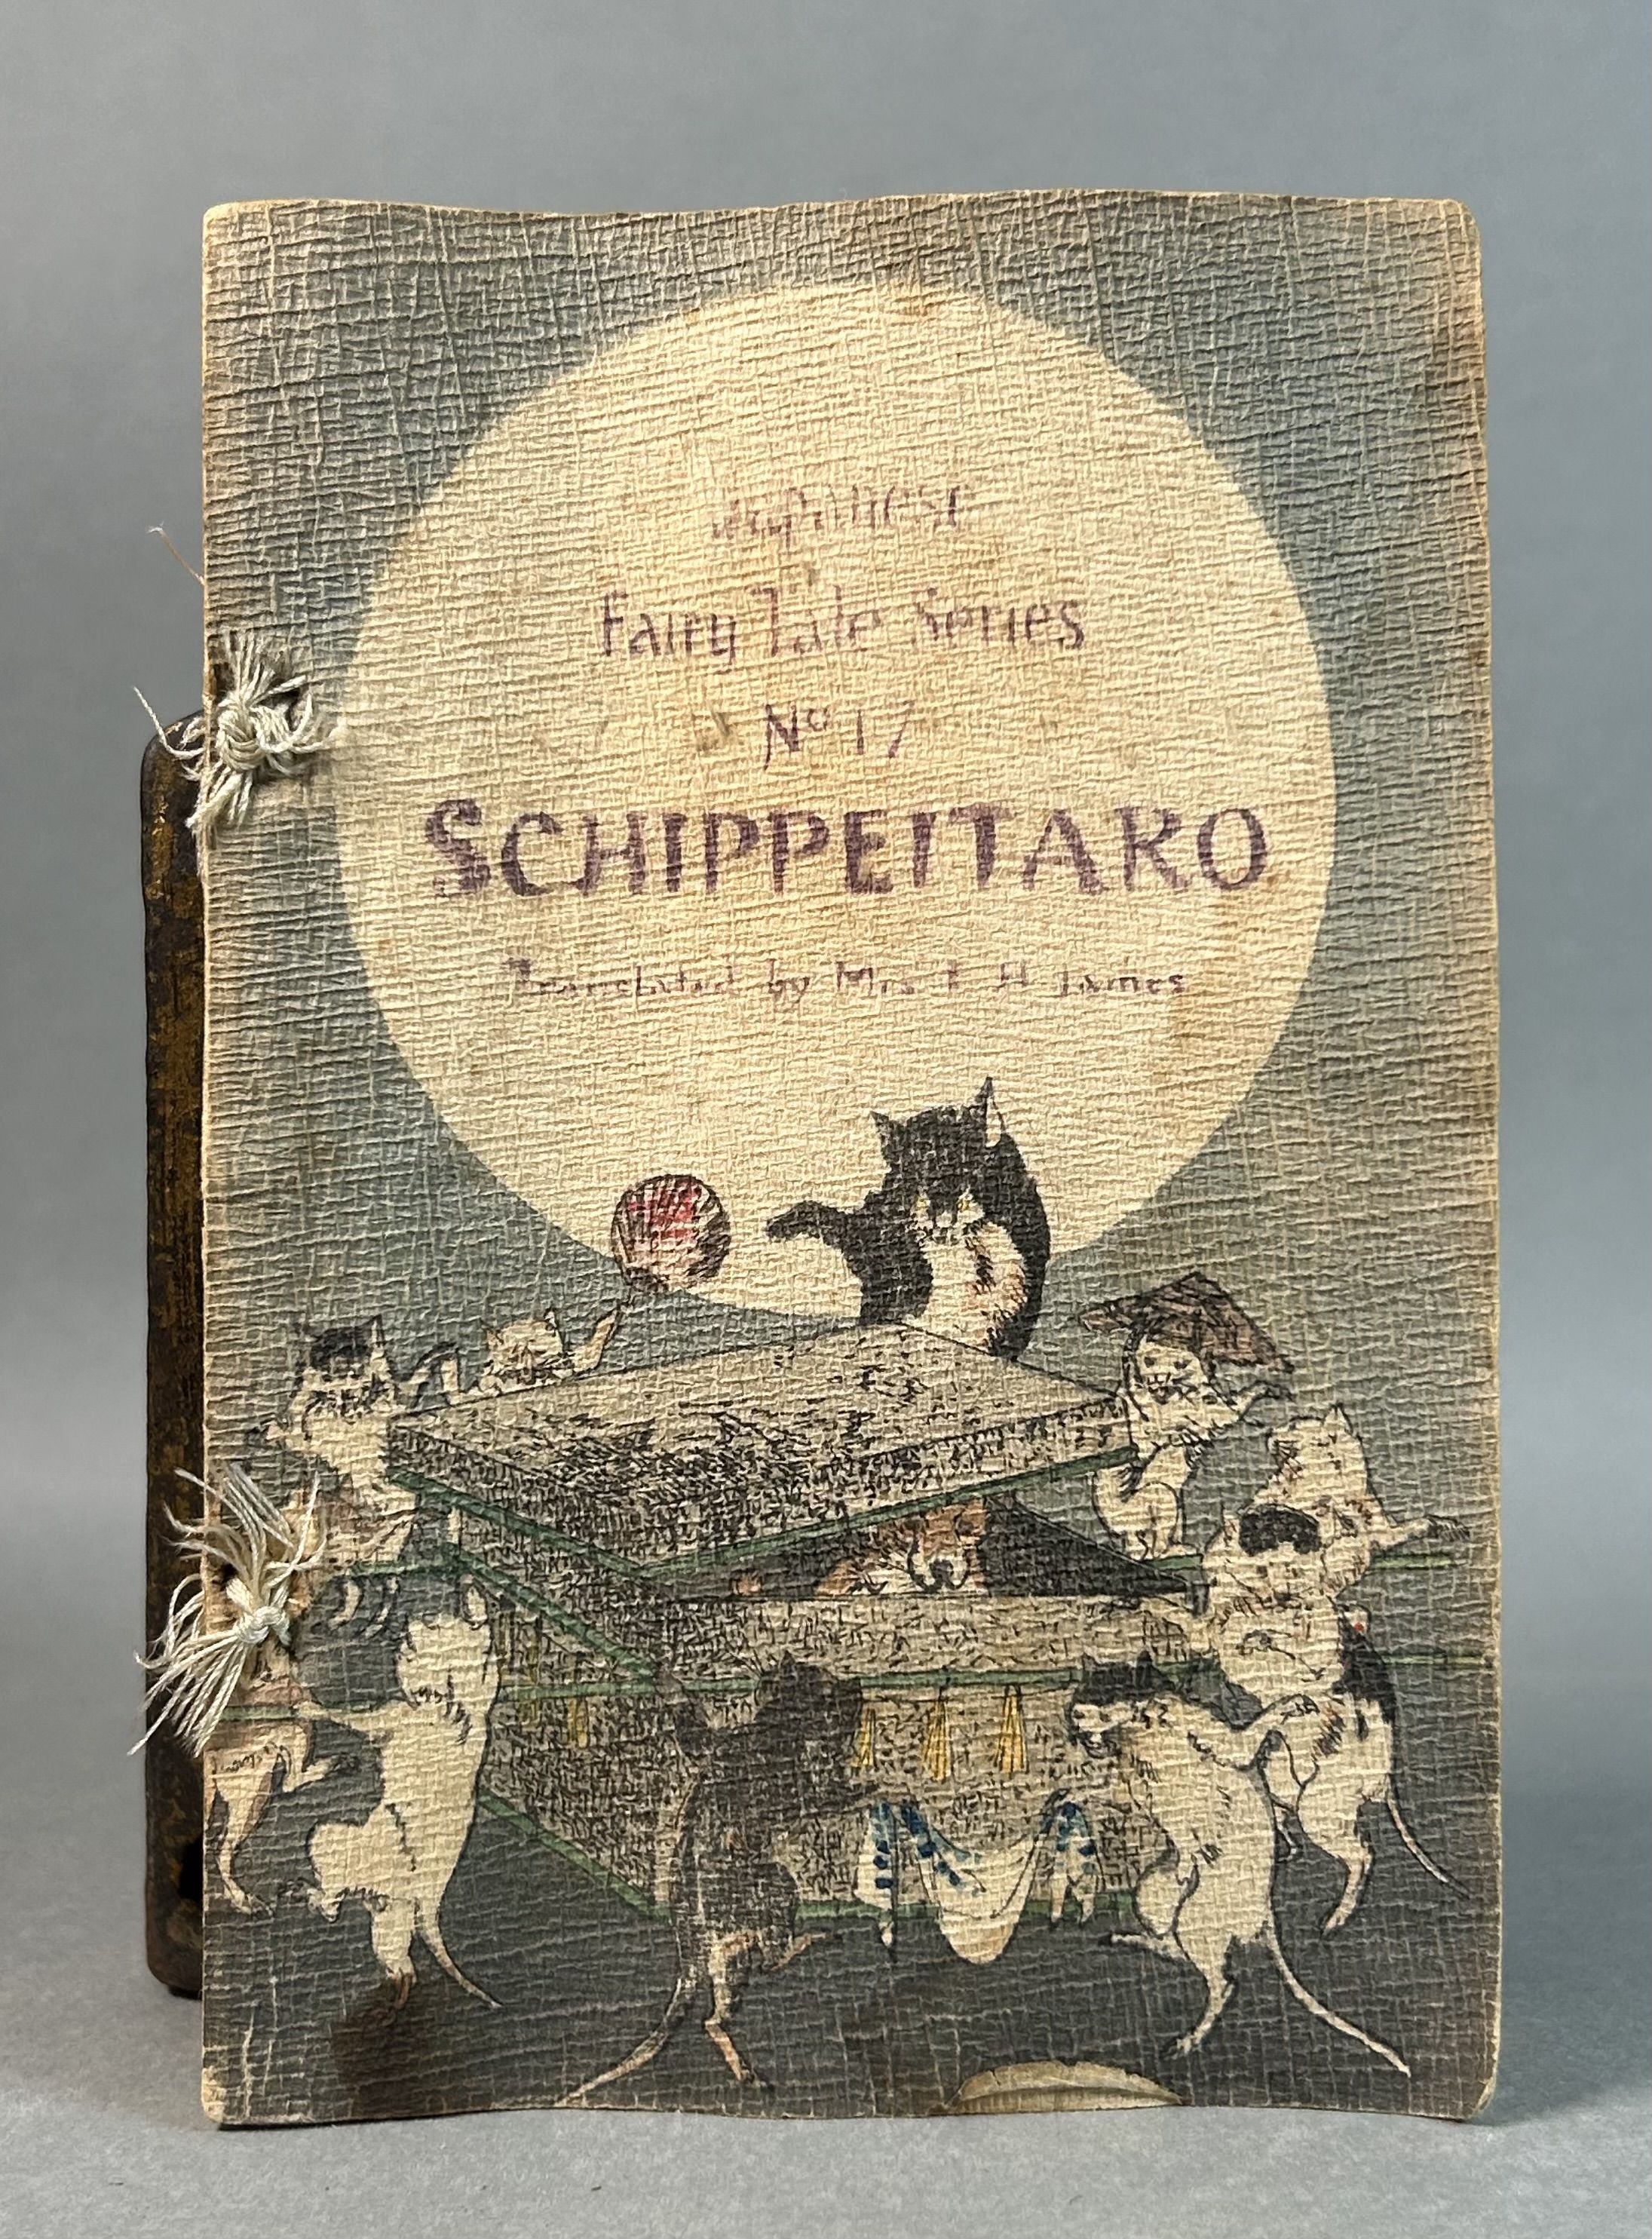 Japanese
Fairy Tale Series
Nº 17
SCHIPPEITARO
Translated by Mrs T H James